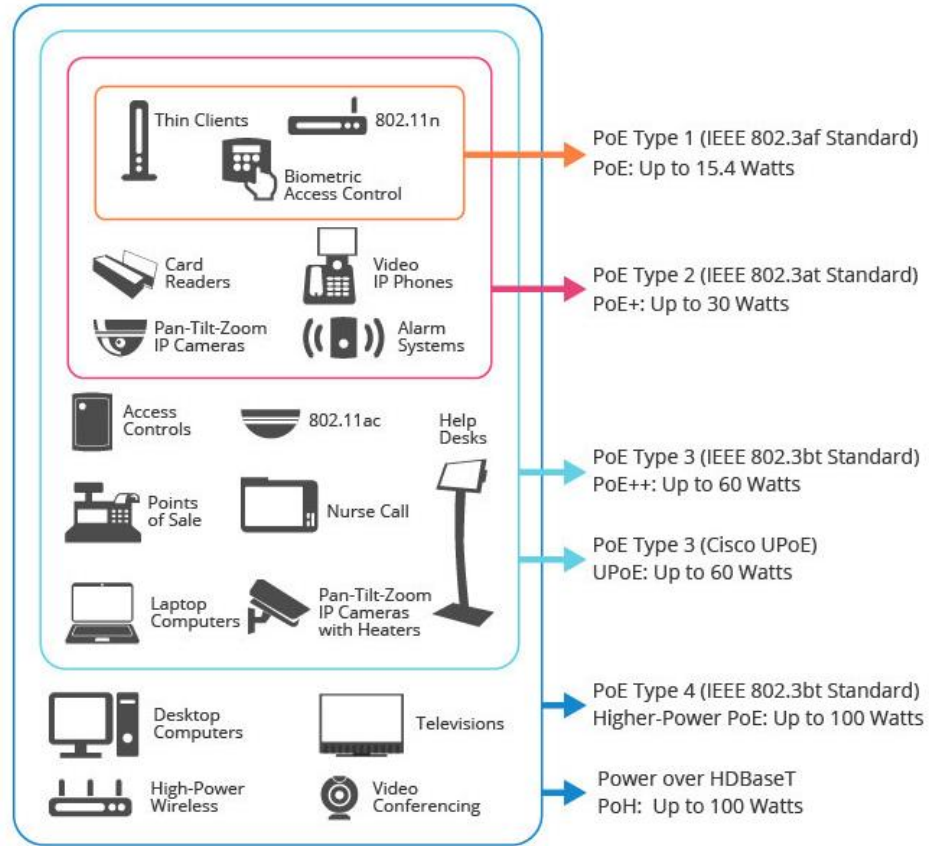 Thin Clients
802.11n
Biometric
Access Control
PoE Type 1 (IEEE 802.3af Standard)
PoE: Up to 15.4 Watts
Card
Readers
Video
IP Phones
Pan-Tilt-Zoom
IP Cameras
Alarm
Systems
PoE Type 2 (IEEE 802.3at Standard)
PoE+: Up to 30 Watts
Access
Controls
802.11ac
Help
Desks
Points
of Sale
Nurse Call
Laptop
Computers
Pan-Tilt-Zoom
IP Cameras
with Heaters
PoE Type 3 (IEEE 802.3bt Standard)
PoE++: Up to 60 Watts
PoE Type 3 (Cisco UPoE)
UPoE: Up to 60 Watts
Desktop
Computers
Televisions
High-Power
Wireless
Video
Conferencing
PoE Type 4 (IEEE 802.3bt Standard)
Higher-Power PoE: Up to 100 Watts
Power over HDBaseT
PoH: Up to 100 Watts